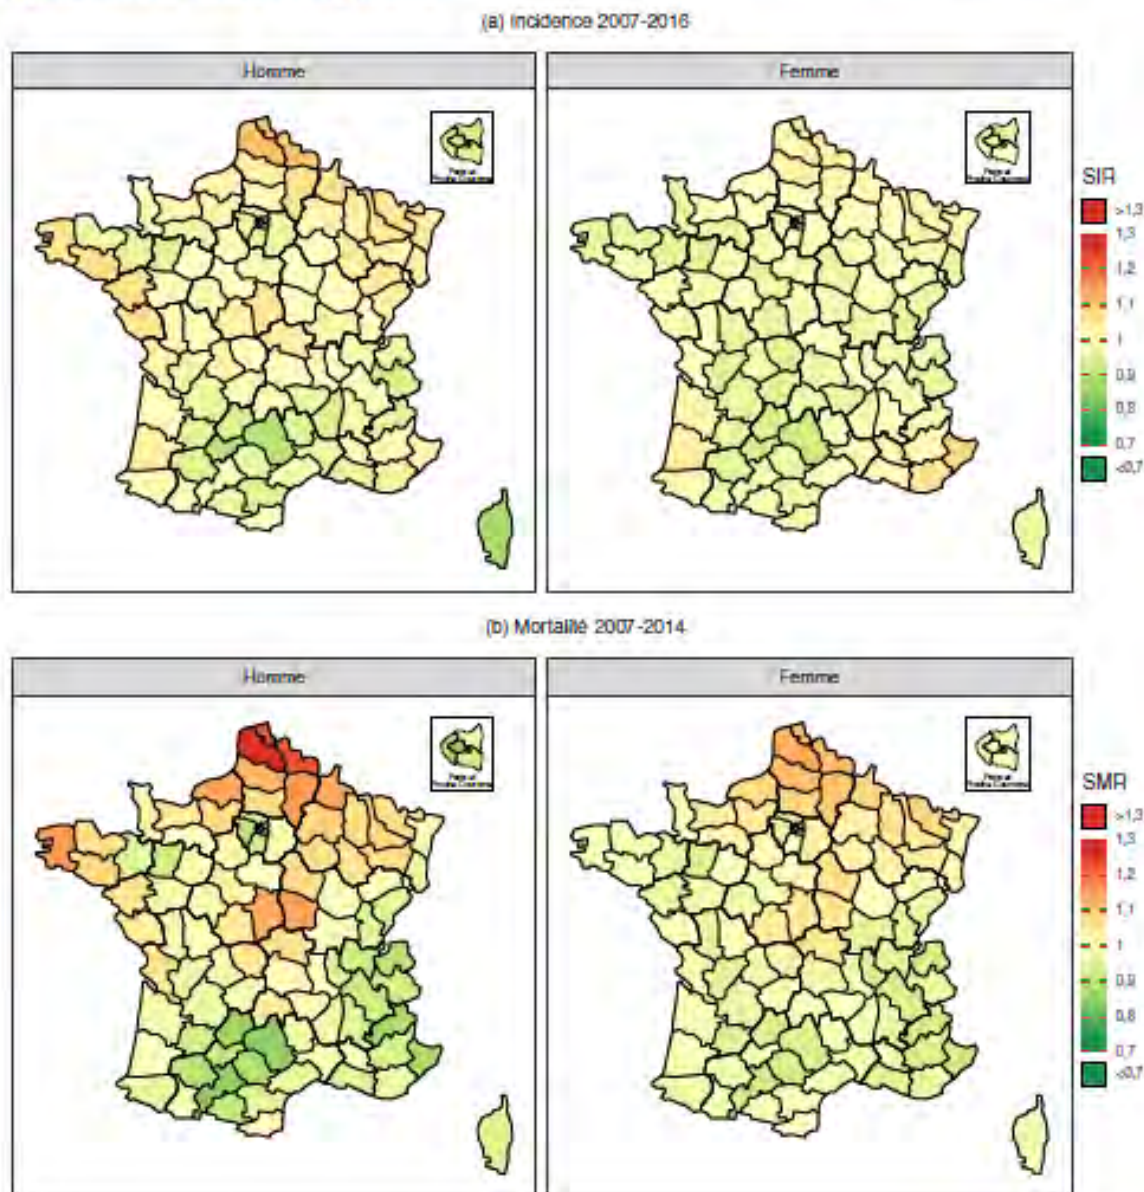 (a) Incidence 2007-2016
Homme
Femme
SIR
>1,3
1,3
1,2
1,1
1
0,9
0,8
0,7
<0,7
(b) Mortalité 2007-2014
Homme
Femme
SMR
>1,3
1,3
1,2
1,1
1
0,9
0,8
0,7
<0,7